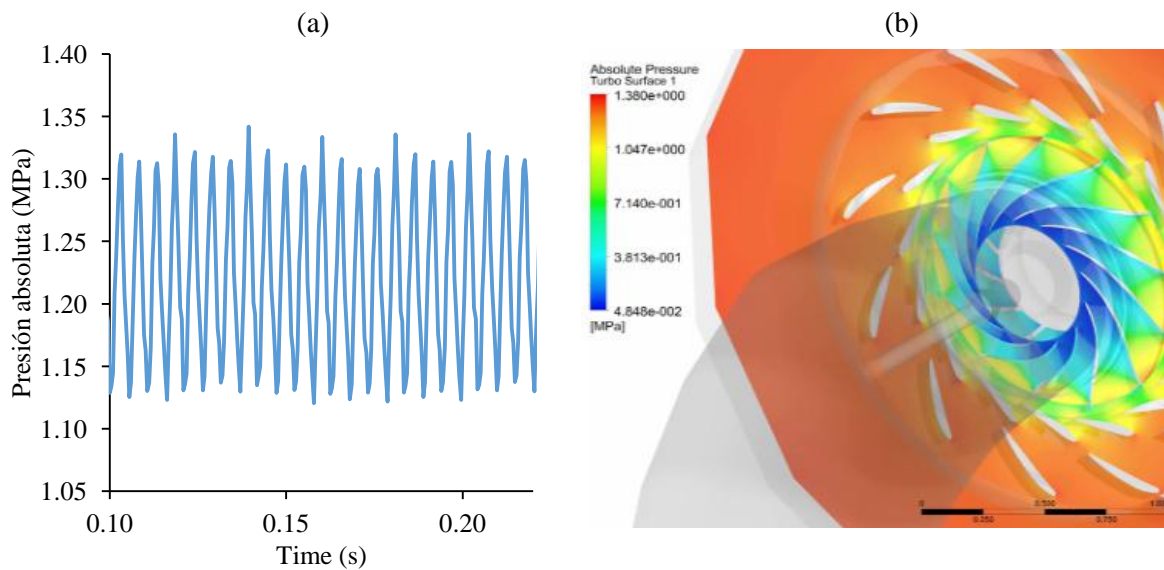 (a)
1.40
1.35
1.30
1.25
1.20
1.15
1.10
1.05
0.10
0.15
0.20
Presión absoluta (MPa)
Time (s)
(b)
Absolute Pressure
Turbo Surface 1
1.380e+000
1.047e+000
7.140e-001
3.813e-001
4.848e-002
[MPa]
0
0.500
0.250
0.750